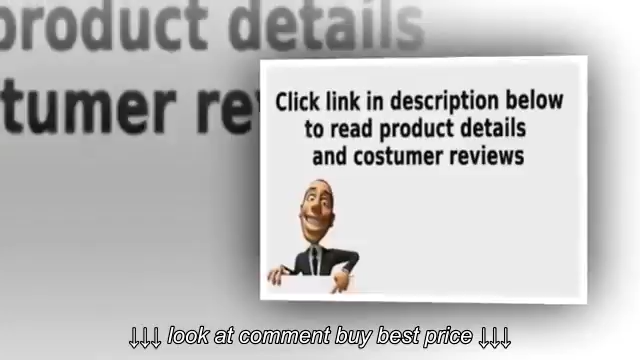 product details
tumer re
Click link in description below
to read product details
and costumer reviews
↓↓↓ look at comment buy best price ↓↓↓